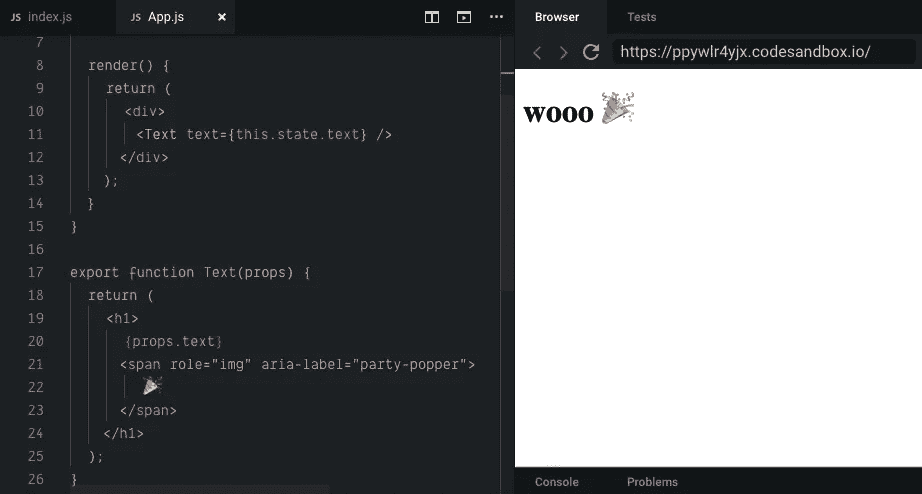 JS index.js JS App.js ×
7
8 render() {
9 return (
10 <div>
11 <Text text={this.state.text} />
12 </div>
13 );
14 }
15 }
16
17 export function Text(props) {
18 return (
19 <h1>
20 {props.text}
21 <span role="img" aria-label="party-popper">
22 🎉
23 </span>
24 </h1>
25 );
26 }
Browser Tests
https://ppywlr4yjx.codesandbox.io/
wooo 🎉
Console Problems